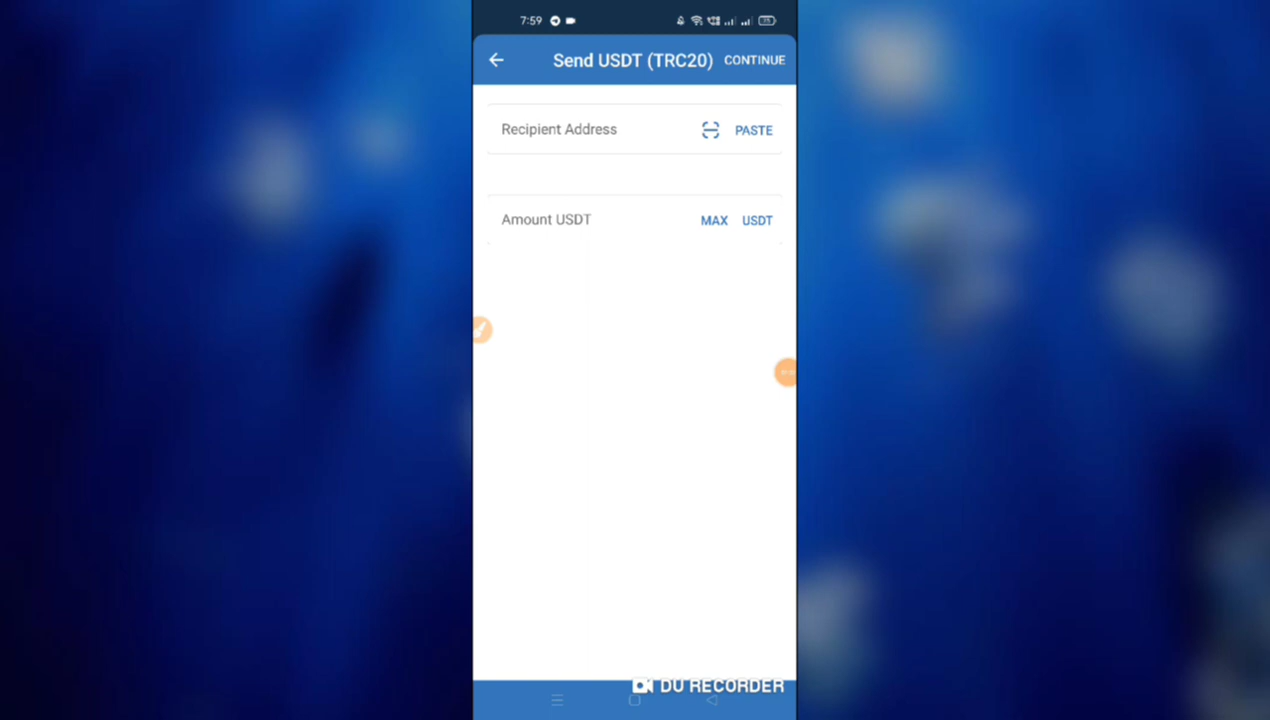 7:59
Send USDT (TRC20) CONTINUE
Recipient Address PASTE
Amount USDT MAX USDT
DU RECORDER